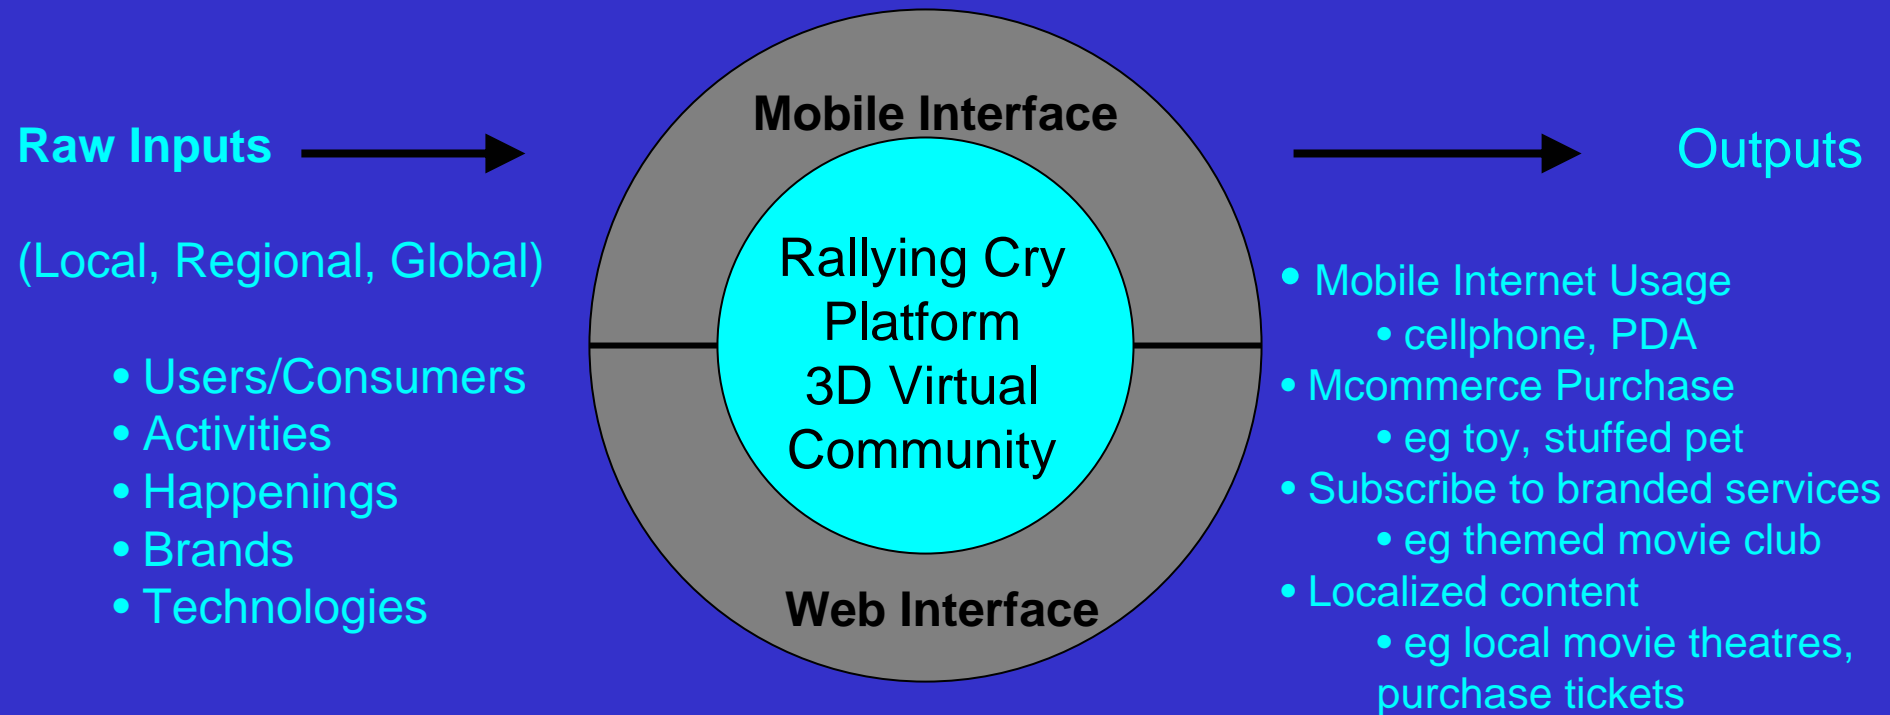 Raw Inputs
(Local, Regional, Global)
• Users/Consumers
• Activities
• Happenings
• Brands
• Technologies
Mobile Interface
Rallying Cry
Platform
3D Virtual
Community
Web Interface
Outputs
• Mobile Internet Usage
• cellphone, PDA
• Mcommerce Purchase
• eg toy, stuffed pet
• Subscribe to branded services
• eg themed movie club
• Localized content
• eg local movie theatres,
purchase tickets